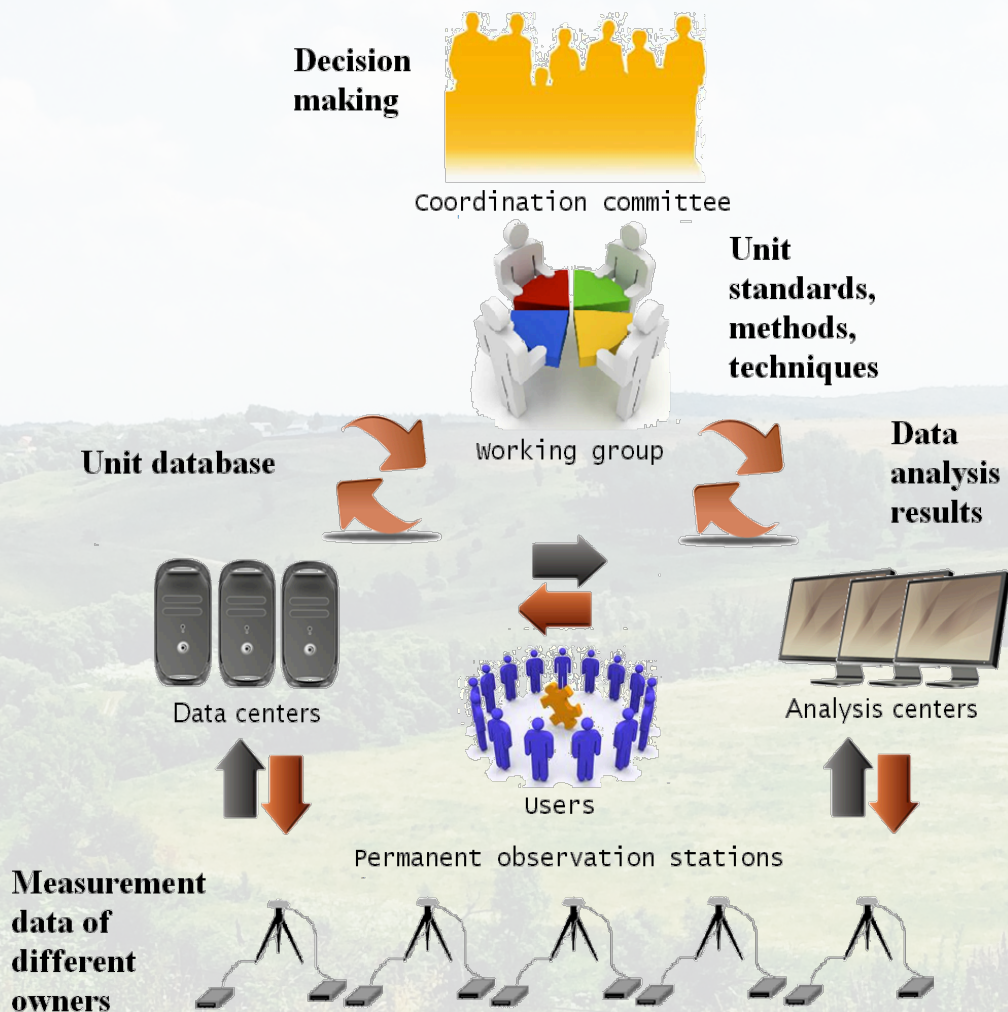 Decision
making
Coordination committee
Unit
standards,
methods,
techniques
Working group
Unit database
Data
analysis
results
Data centers
Analysis centers
Users
Permanent observation stations
Measurement
data of
different
owners